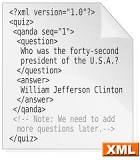 <?xml version="1.0"?>
<quiz>
<qanda seq="1">
<question>
Who was the forty-second
president of the U.S.A.?
</question>
<answer>
William Jefferson Clinton
</answer>
<!-- Note: We need to add
more questions later.-->
</quiz>
XML